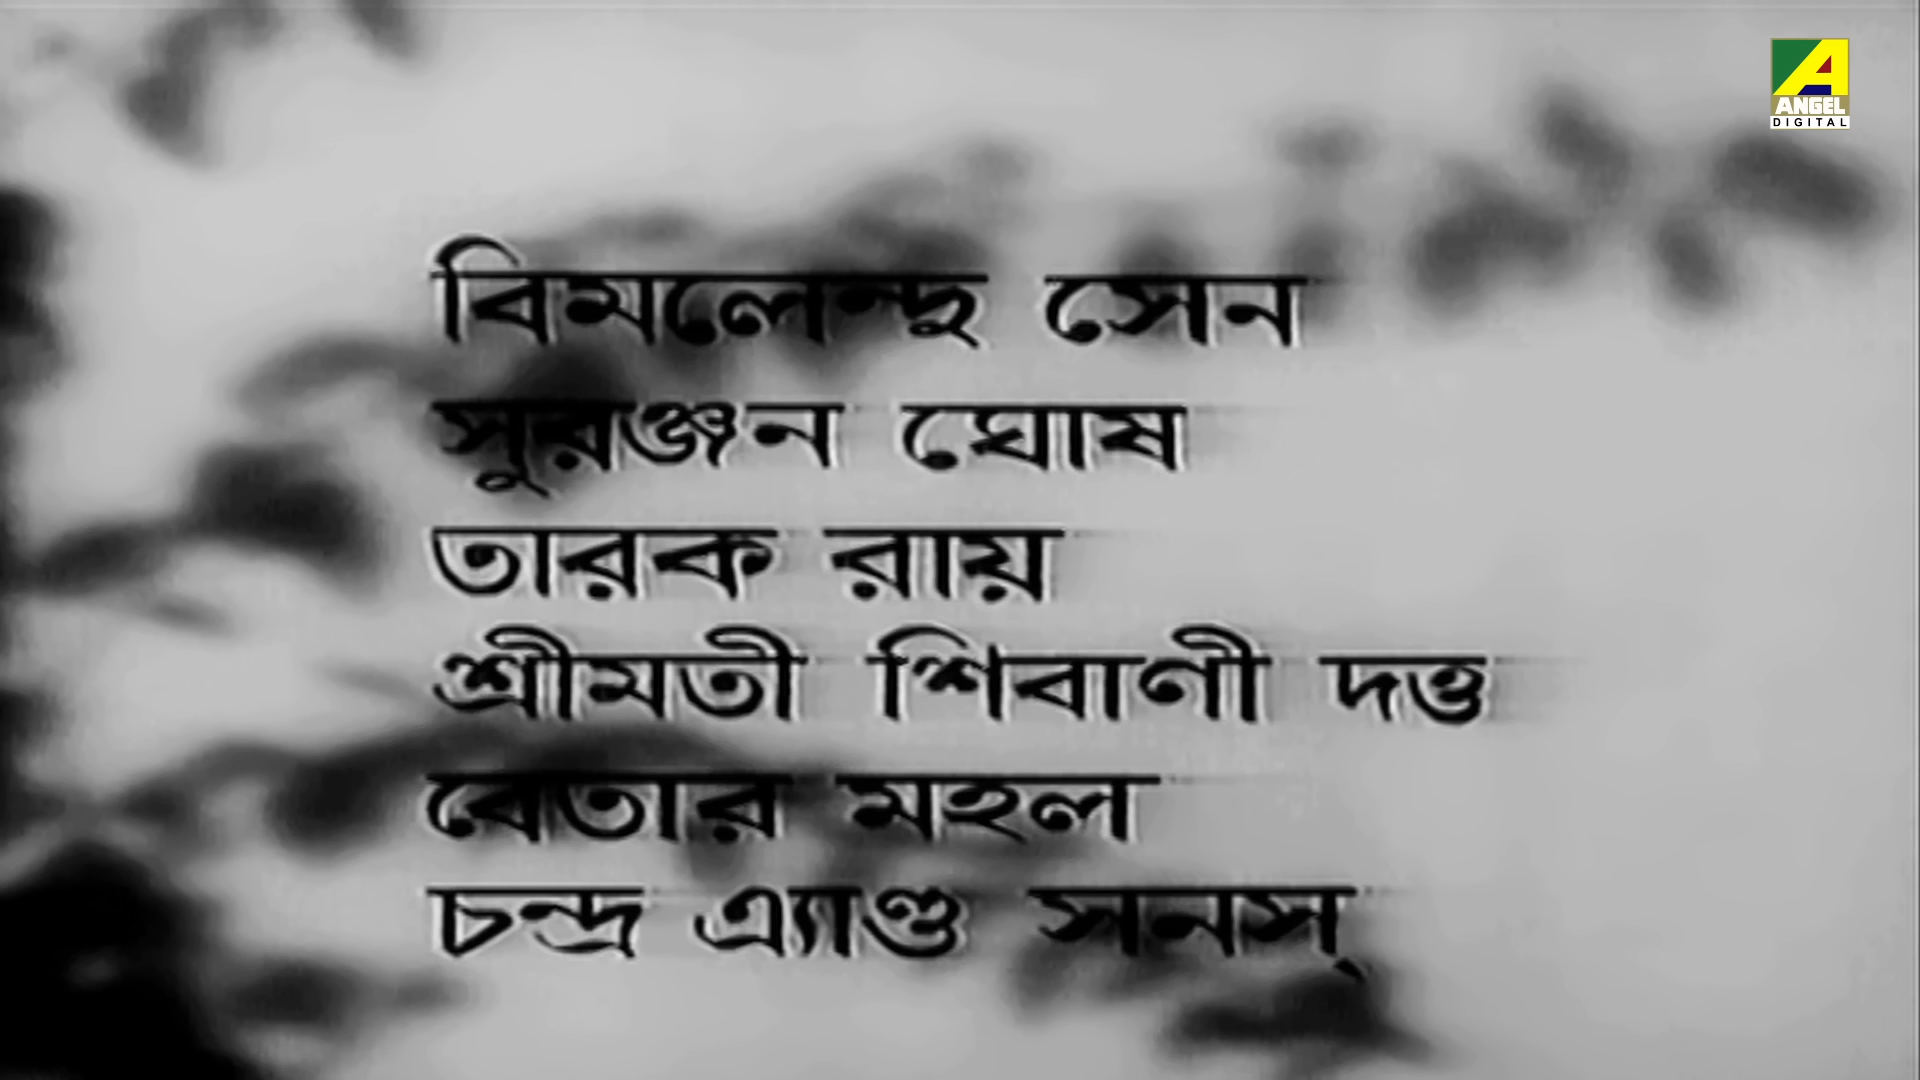 ANGEL
DIGITAL
বিমলেন্দু সেন
সুরঞ্জন ঘোষ
তারক রায়
শ্রীমতী শিবাণী দত্ত
বেতার মহল
চন্দ্র এ্যাণ্ড সনস্